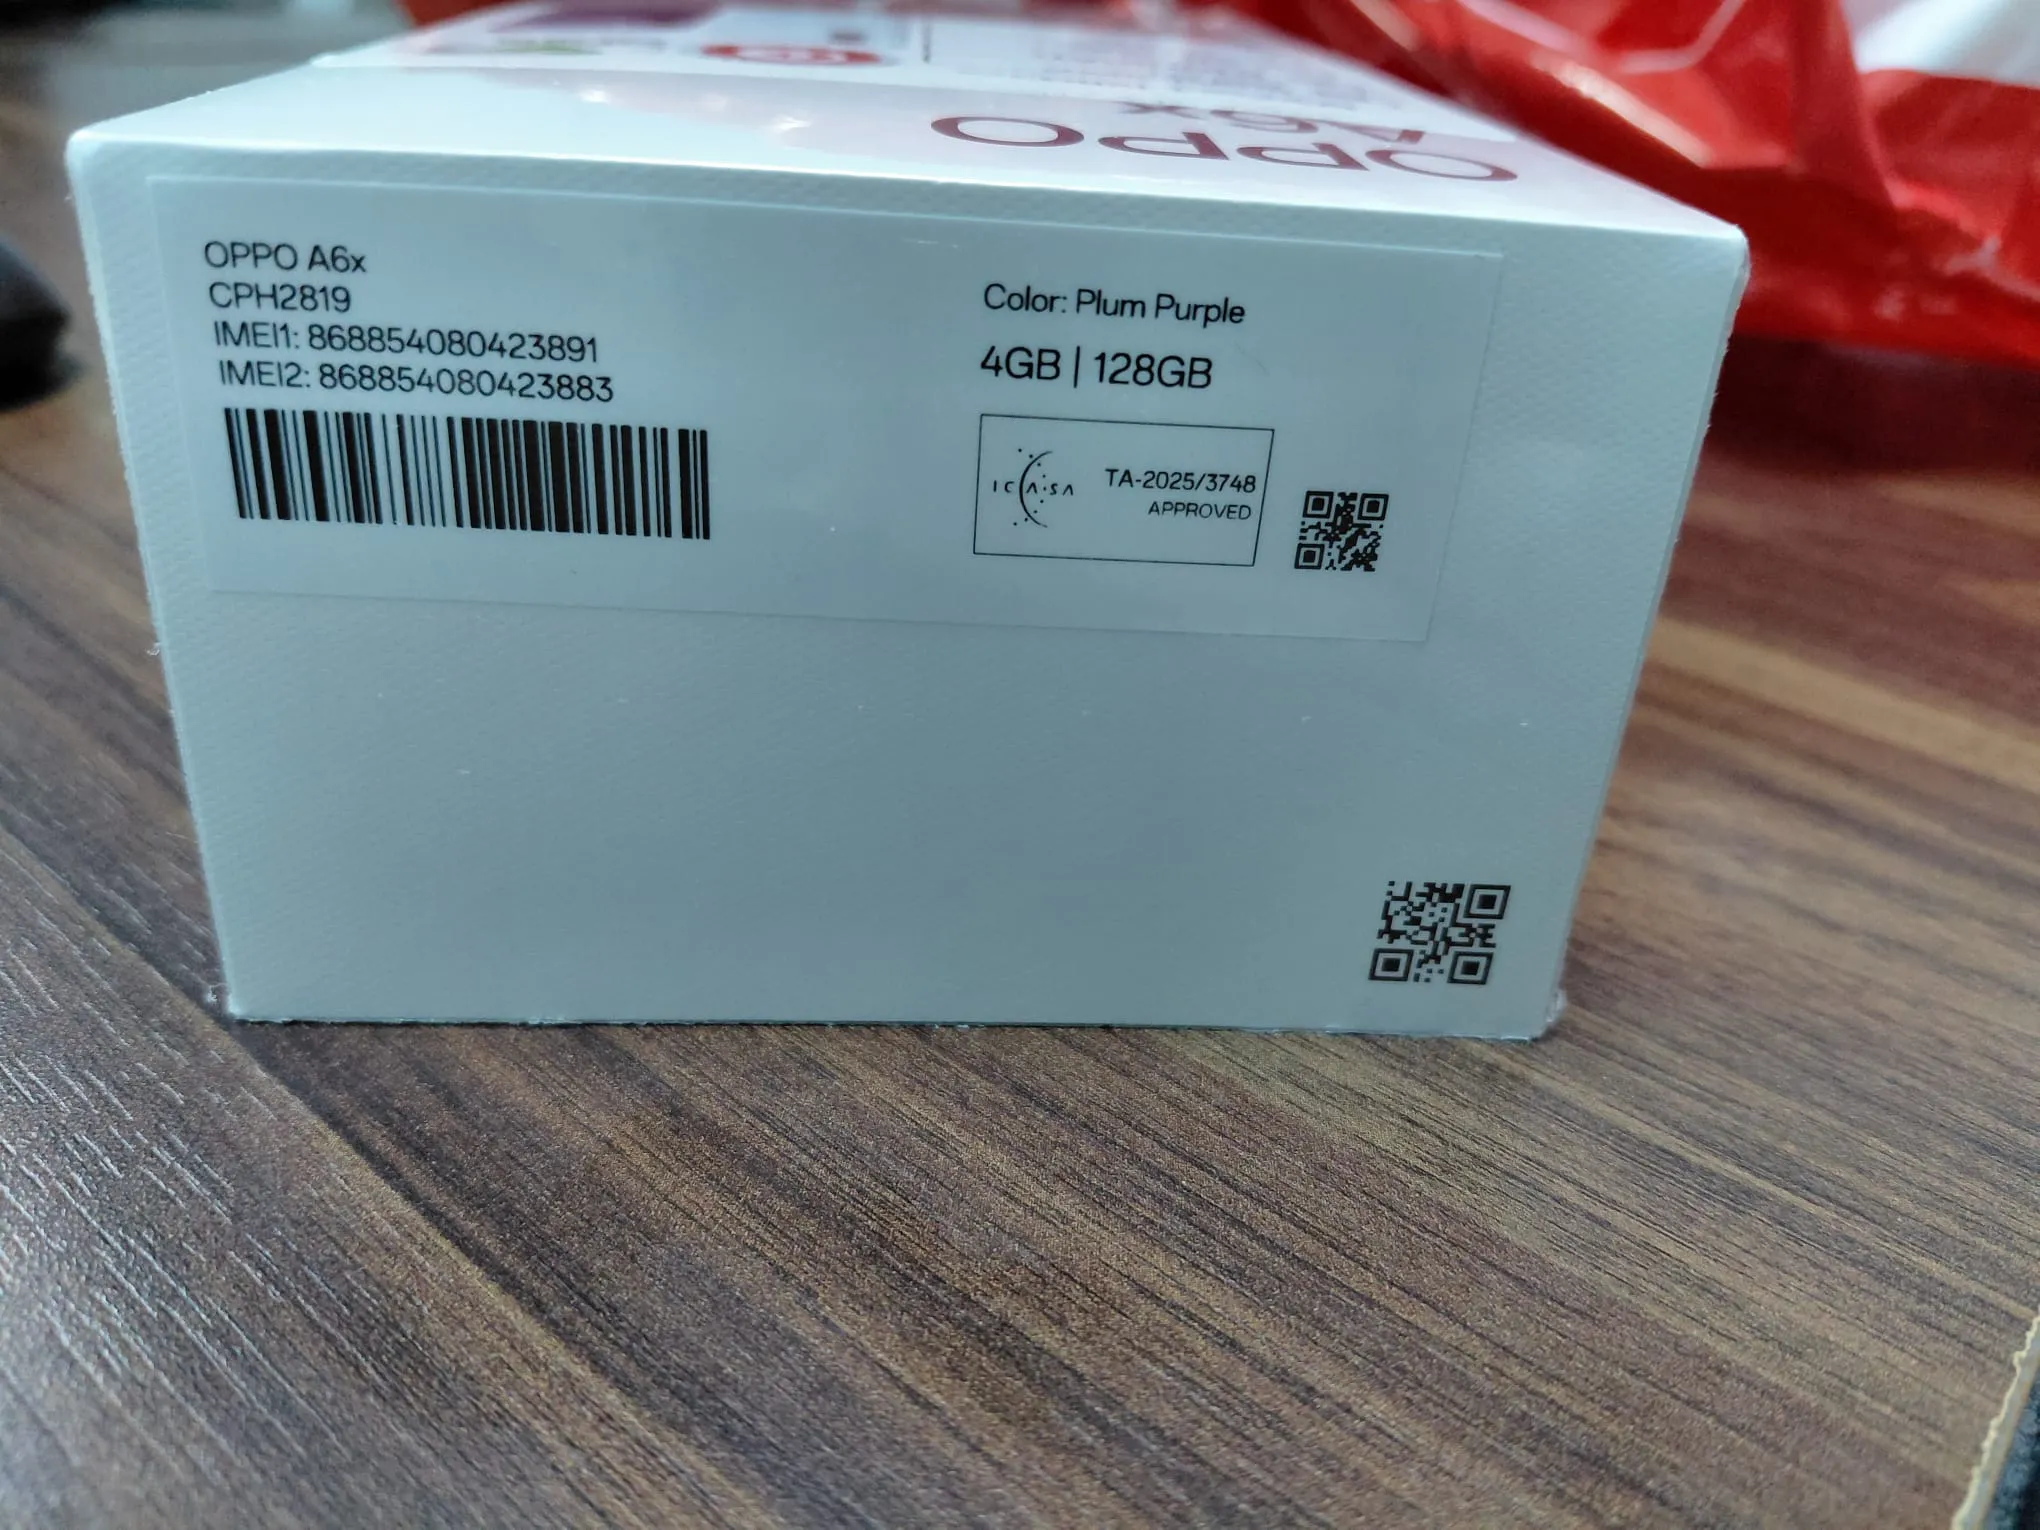 OPPO
A6x
OPPO A6x
CPH2819
IMEI1: 868854080423891
IMEI2: 868854080423883
Color: Plum Purple
4GB | 128GB
ICASA
TA-2025/3748
APPROVED